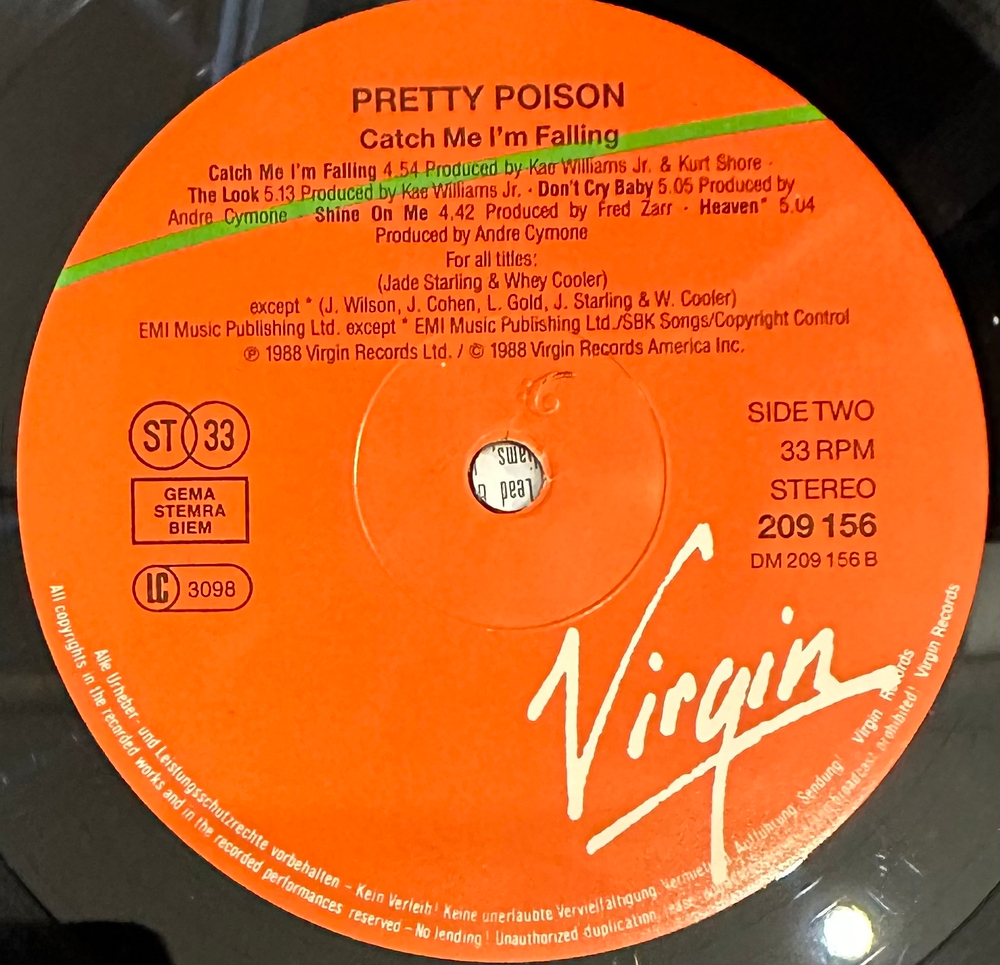 PRETTY POISON
Catch Me I'm Falling
Catch Me I'm Falling 4.54 Produced by Kae Williams Jr. & Kurt Shore ·
The Look 5.13 Produced by Kae Williams Jr. · Don't Cry Baby 5.05 Produced by
Andre Cymone · Shine On Me 4.42 Produced by Fred Zarr · Heaven* 5.04
Produced by Andre Cymone
For all titles:
(Jade Starling & Whey Cooler)
except * (J. Wilson, J. Cohen, L. Gold, J. Starling & W. Cooler)
EMI Music Publishing Ltd. except * EMI Music Publishing Ltd./SBK Songs/Copyright Control
℗ 1988 Virgin Records Ltd. / © 1988 Virgin Records America Inc.
ST 33
GEMA
STEMRA
BIEM
LC 3098
SIDE TWO
33 RPM
STEREO
209 156
DM 209 156 B
Virgin
Alle Urheber- und Leistungsschutzrechte vorbehalten – Kein Verleih! Keine unerlaubte Vervielfältigung, Aufführung, Sendung! Virgin Records
All copyrights in the recorded works and in the recorded performances reserved – No lending! Unauthorized duplication, broadcast prohibited! Virgin Records